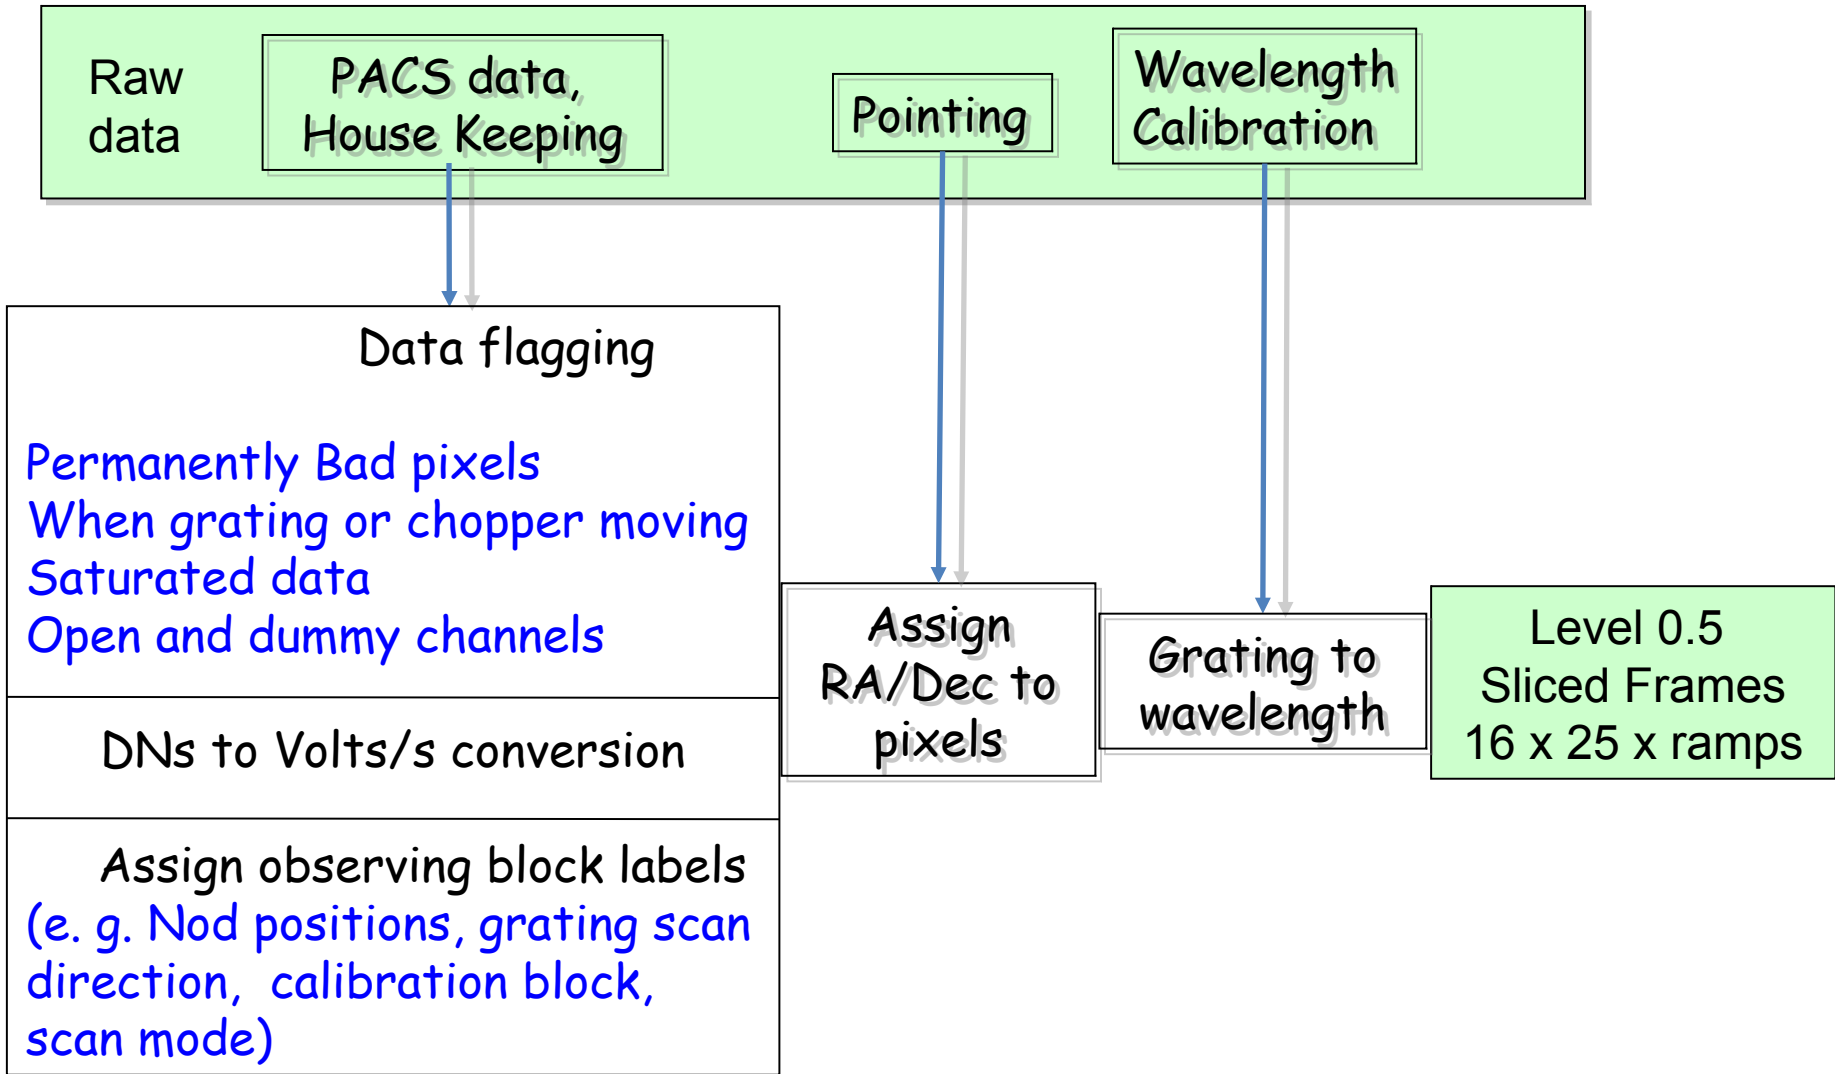 Raw
data
PACS data,
House Keeping
Pointing
Wavelength
Calibration
Data flagging
Permanently Bad pixels
When grating or chopper moving
Saturated data
Open and dummy channels
DNs to Volts/s conversion
Assign observing block labels
(e. g. Nod positions, grating scan
direction, calibration block,
scan mode)
Assign
RA/Dec to
pixels
Grating to
wavelength
Level 0.5
Sliced Frames
16 x 25 x ramps